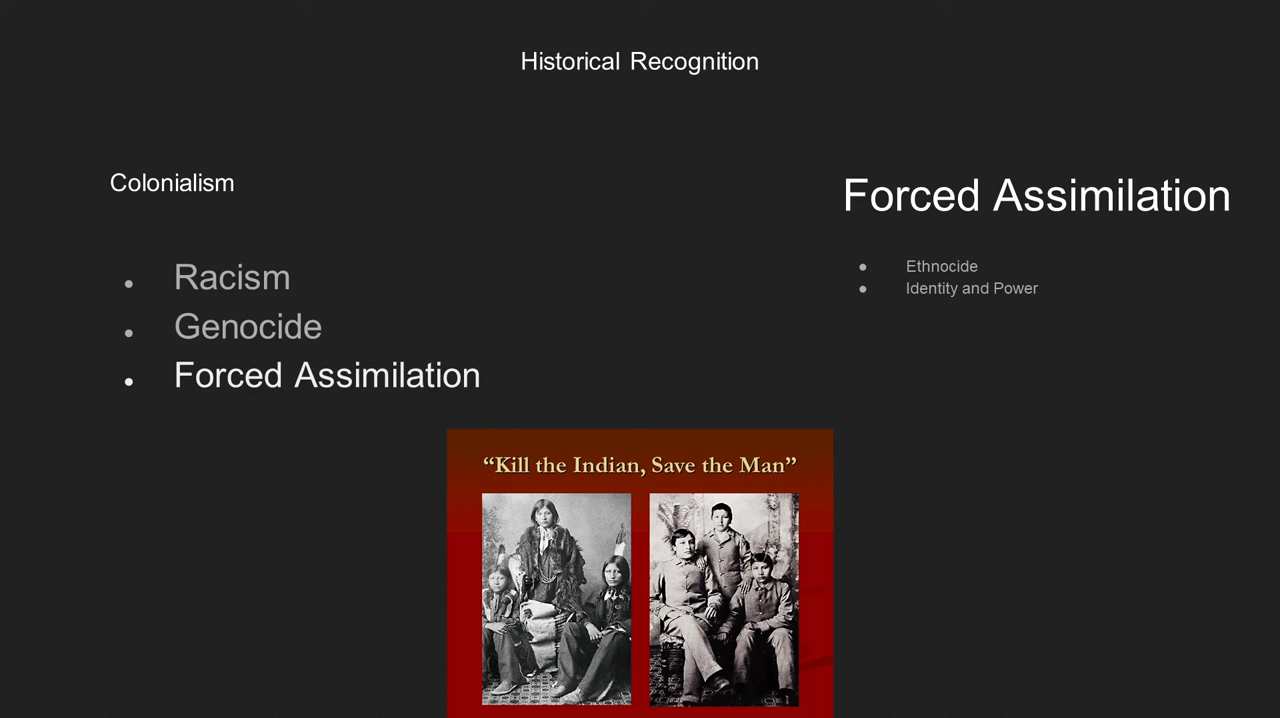 Historical Recognition
Colonialism
Racism
Genocide
Forced Assimilation
Forced Assimilation
Ethnocide
Identity and Power
“Kill the Indian, Save the Man”